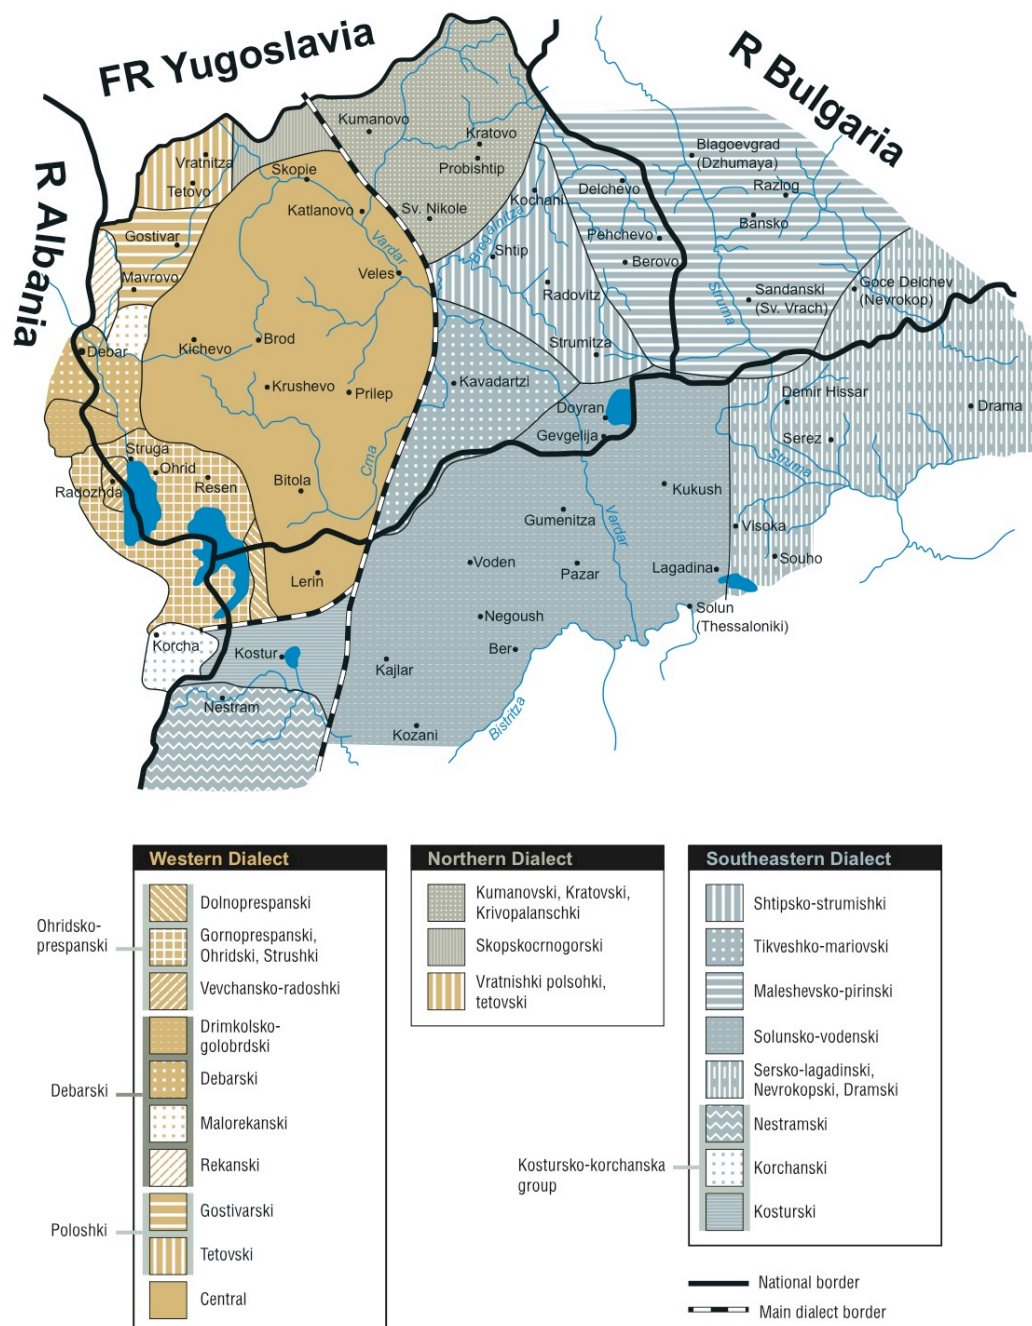 FR Yugoslavia
R Bulgaria
R Albania
Kumanovo
Kratovo
Probishtip
Vratnitza
Tetovo
Skopie
Katlanovo
Sv. Nikole
Gostivar
Mavrovo
Vardar
Veles
Bregalnitza
Kochani
Shtip
Radovitz
Strumitza
Delchevo
Pehchevo
Berovo
Blagoevgrad
(Dzhumaya)
Razlog
Bansko
Struma
Sandanski
(Sv. Vrach)
Goce Delchev
(Nevrokop)
Debar
Kichevo
Brod
Krushevo
Prilep
Kavadartzi
Doyran
Gevgelija
Demir Hissar
Drama
Serez
Struma
Struga
Ohrid
Radozhda
Resen
Bitola
Crna
Kukush
Gumenitza
Vardar
Visoka
Souho
Lerin
Voden
Pazar
Lagadina
Solun
(Thessaloniki)
Negoush
Ber
Korcha
Kostur
Kajlar
Nestram
Kozani
Bistritza
Western Dialect
Ohridsko-
prespanski
Dolnoprespanski
Gornoprespanski,
Ohridski, Strushki
Vevchansko-radoshki
Debarski
Drimkolsko-
golobrdski
Debarski
Malorekanski
Rekanski
Poloshki
Gostivarski
Tetovski
Central
Northern Dialect
Kumanovski, Kratovski,
Krivopalanschki
Skopskocrnogorski
Vratnishki polsohki,
tetovski
Southeastern Dialect
Shtipsko-strumishki
Tikveshko-mariovski
Maleshevsko-pirinski
Solunsko-vodenski
Sersko-lagadinski,
Nevrokopski, Dramski
Kostursko-korchanska
group
Nestramski
Korchanski
Kosturski
National border
Main dialect border